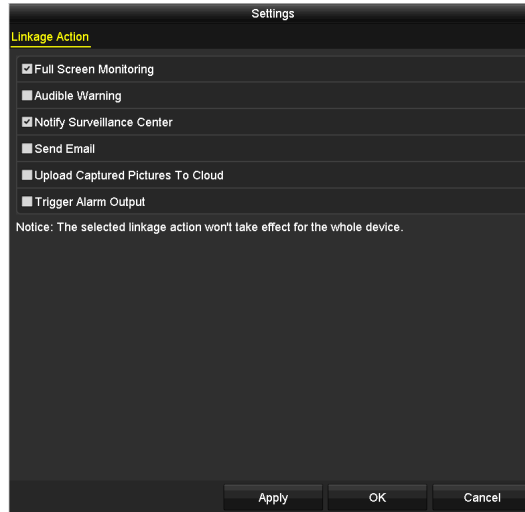 Settings
Linkage Action
Full Screen Monitoring
Audible Warning
Notify Surveillance Center
Send Email
Upload Captured Pictures To Cloud
Trigger Alarm Output
Notice: The selected linkage action won't take effect for the whole device.
Apply OK Cancel